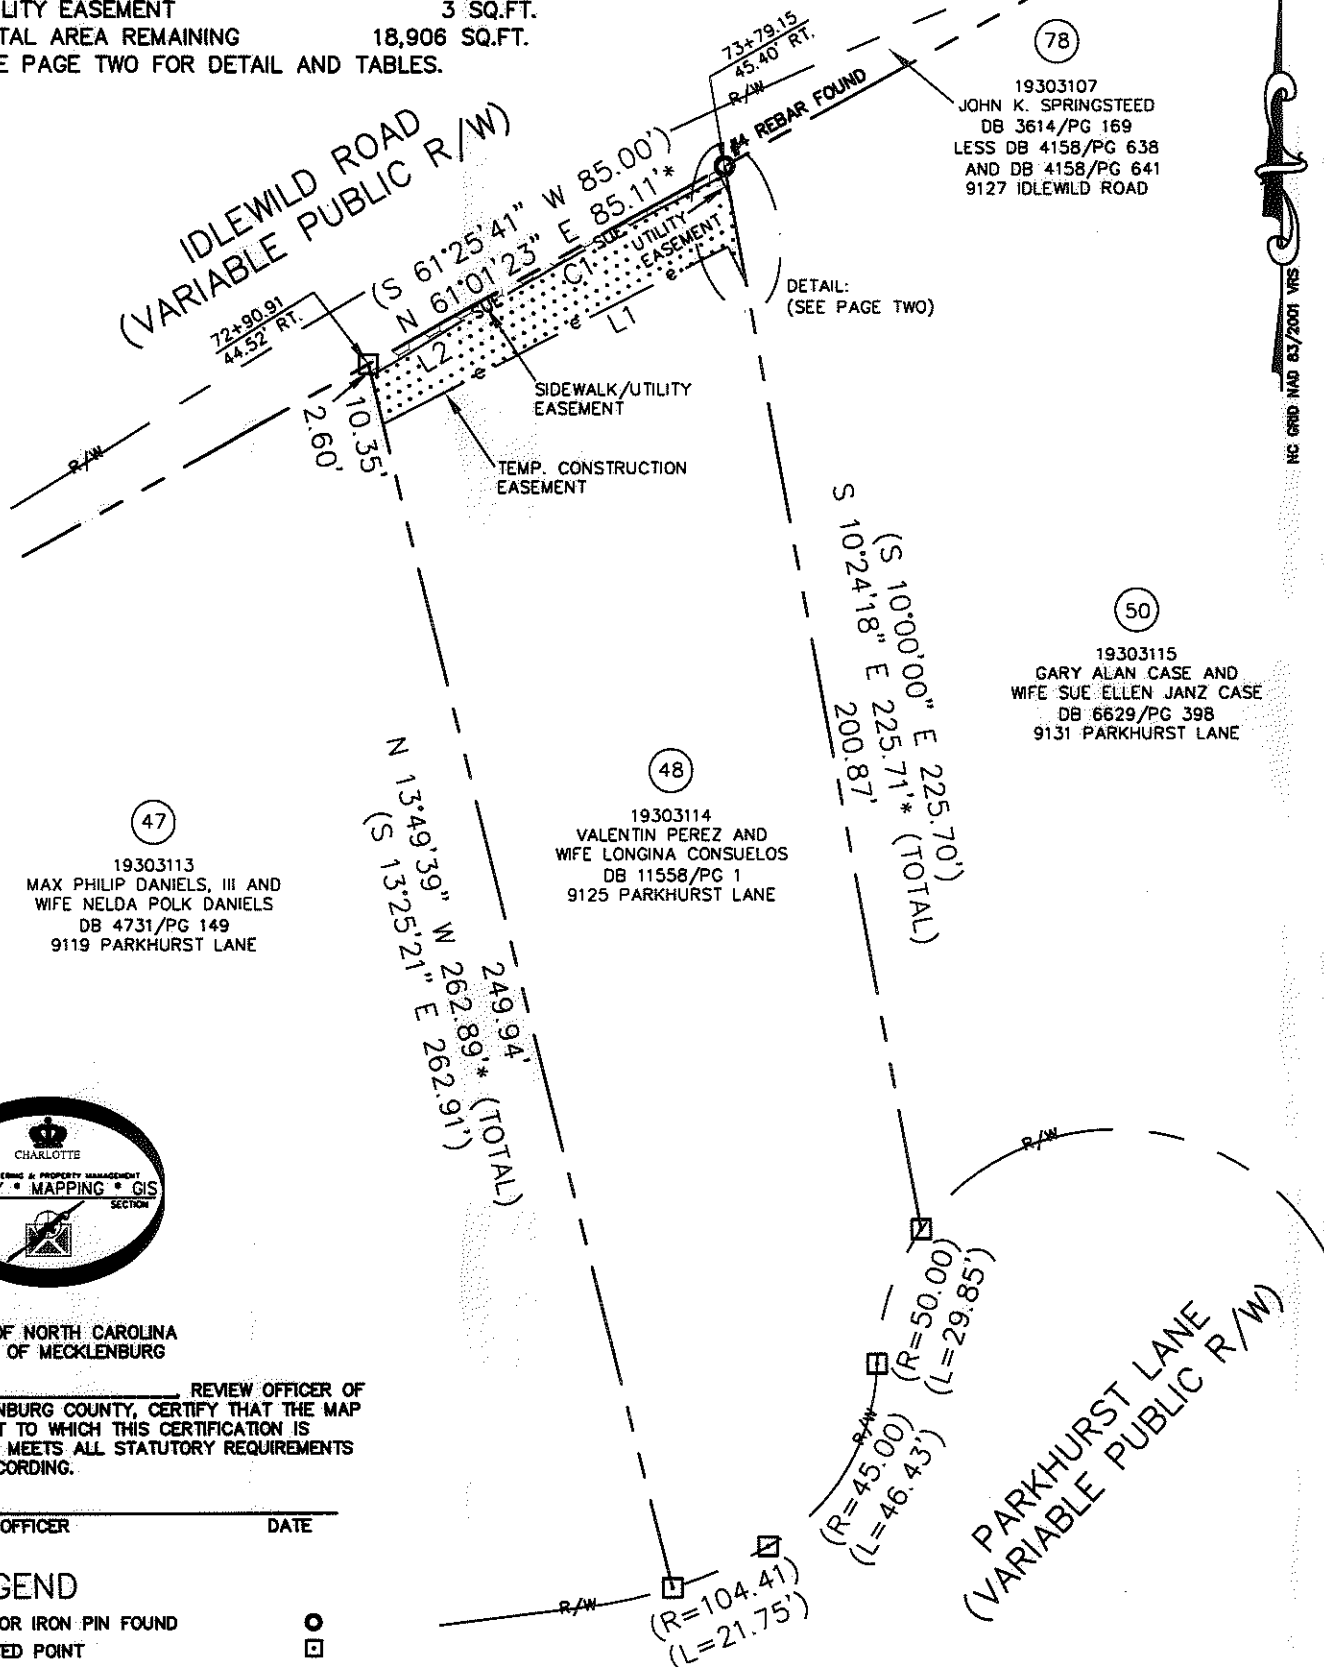 LITY EASEMENT 3 SQ.FT.
TAL AREA REMAINING 18,906 SQ.FT.
E PAGE TWO FOR DETAIL AND TABLES.
IDLEWILD ROAD
(VARIABLE PUBLIC R/W)
73+79.15
45.40' RT.
R/W
#4 REBAR FOUND
78
19303107
JOHN K. SPRINGSTEED
DB 3614/PG 169
LESS DB 4158/PG 638
AND DB 4158/PG 641
9127 IDLEWILD ROAD
NC GRID NAD 83/2001 VRS
(S 61°25'41" W 85.00')
N 61°01'23" E 85.11'*
72+90.91
44.52' RT.
SUE
SUE
C1
L2
L1
e
e
e
UTILITY
EASEMENT
DETAIL:
(SEE PAGE TWO)
SIDEWALK/UTILITY
EASEMENT
TEMP. CONSTRUCTION
EASEMENT
10.35'
2.60'
R/W
(S 10°00'00" E 225.70')
S 10°24'18" E 225.71'* (TOTAL)
200.87'
50
19303115
GARY ALAN CASE AND
WIFE SUE ELLEN JANZ CASE
DB 6629/PG 398
9131 PARKHURST LANE
48
19303114
VALENTIN PEREZ AND
WIFE LONGINA CONSUELOS
DB 11558/PG 1
9125 PARKHURST LANE
47
19303113
MAX PHILIP DANIELS, III AND
WIFE NELDA POLK DANIELS
DB 4731/PG 149
9119 PARKHURST LANE
249.94'
N 13°49'39" W 262.89'* (TOTAL)
(S 13°25'21" E 262.91')
CHARLOTTE
ERING & PROPERTY MANAGEMENT
Y * MAPPING * GIS
SECTION
R/W
(R=50.00)
(L=29.85')
R/W
(R=45.00)
(L=46.43')
R/W
(R=104.41)
(L=21.75')
PARKHURST LANE
(VARIABLE PUBLIC R/W)
OF NORTH CAROLINA
OF MECKLENBURG
REVIEW OFFICER OF
NBURG COUNTY, CERTIFY THAT THE MAP
T TO WHICH THIS CERTIFICATION IS
MEETS ALL STATUTORY REQUIREMENTS
CORDING.
OFFICER DATE
GEND
OR IRON PIN FOUND
ED POINT